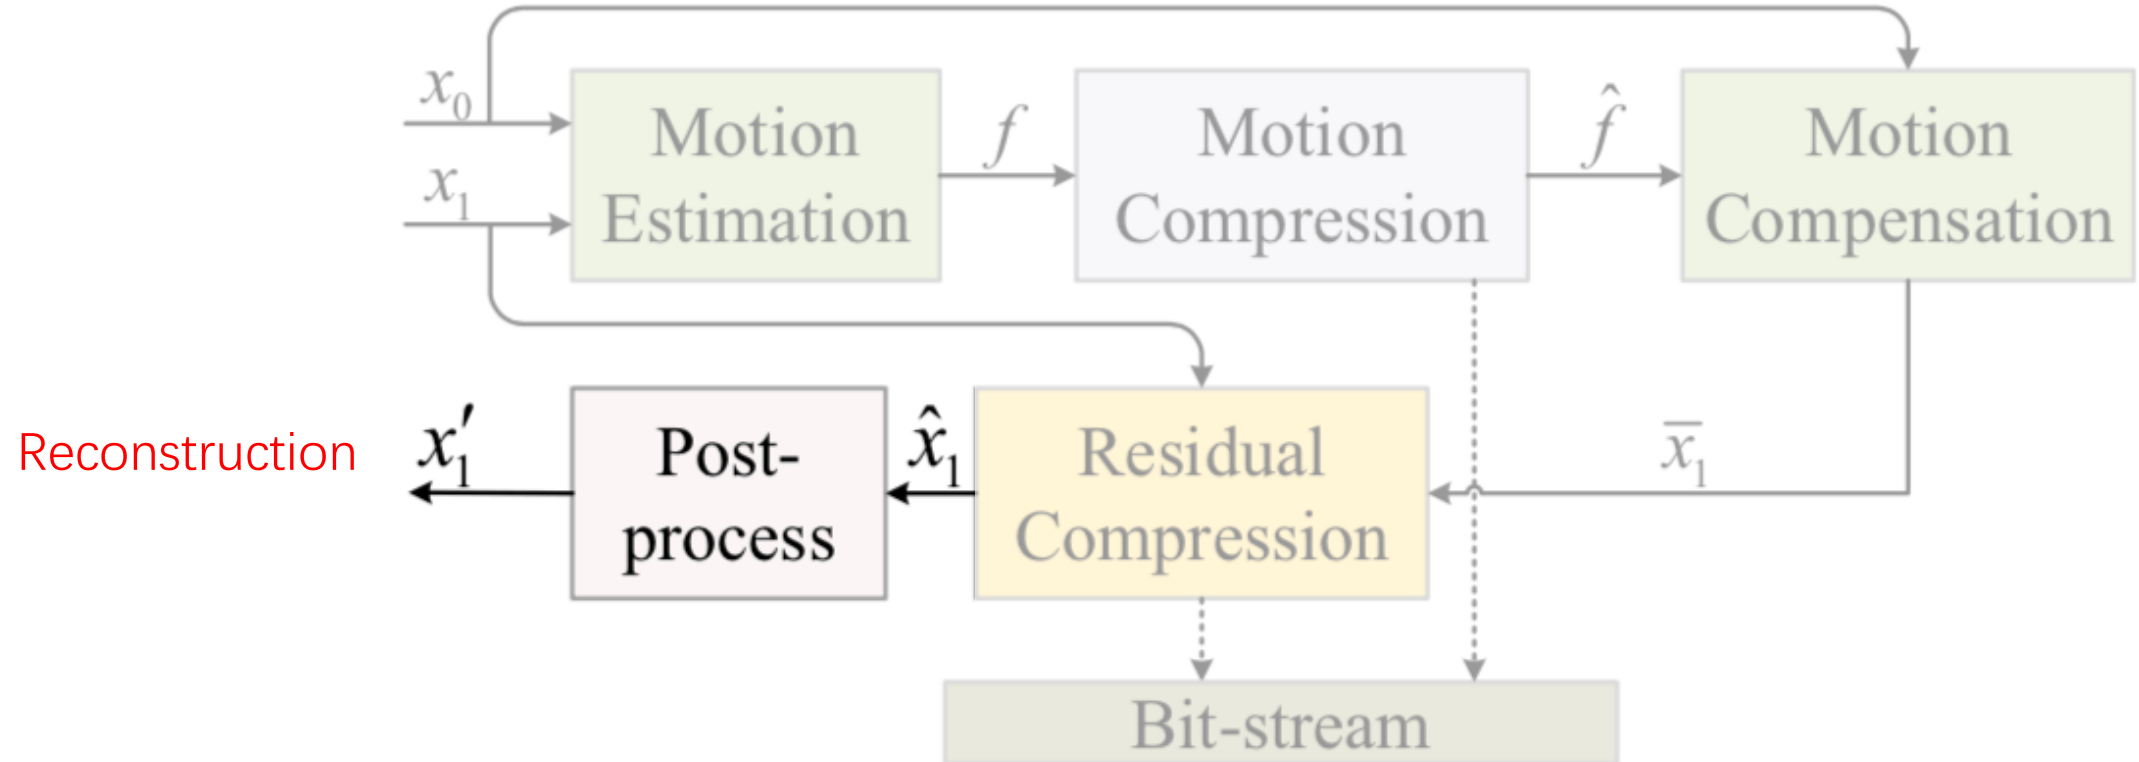 x₀
x₁
Motion
Estimation
f
Motion
Compression
f̂
Motion
Compensation
Reconstruction
x₁′
Post-
process
x̂₁
Residual
Compression
x̄₁
Bit-stream